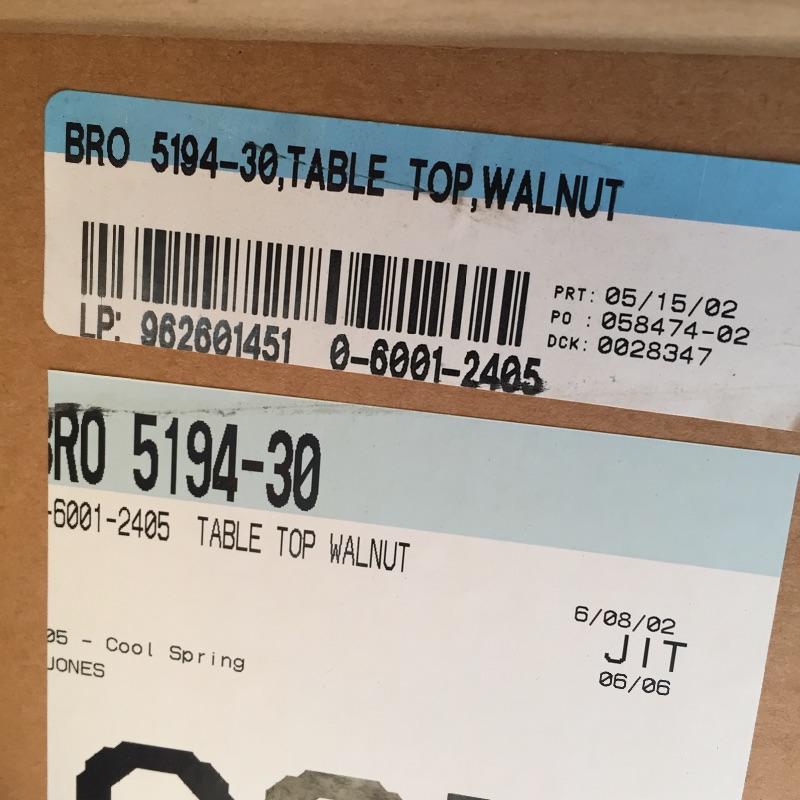 BRO 5194-30,TABLE TOP,WALNUT
PRT: 05/15/02
PO : 058474-02
DCK: 0028347
LP: 962601451 0-6001-2405
BRO 5194-30
-6001-2405 TABLE TOP WALNUT
6/08/02
JIT
06/06
05 - Cool Spring
JONES